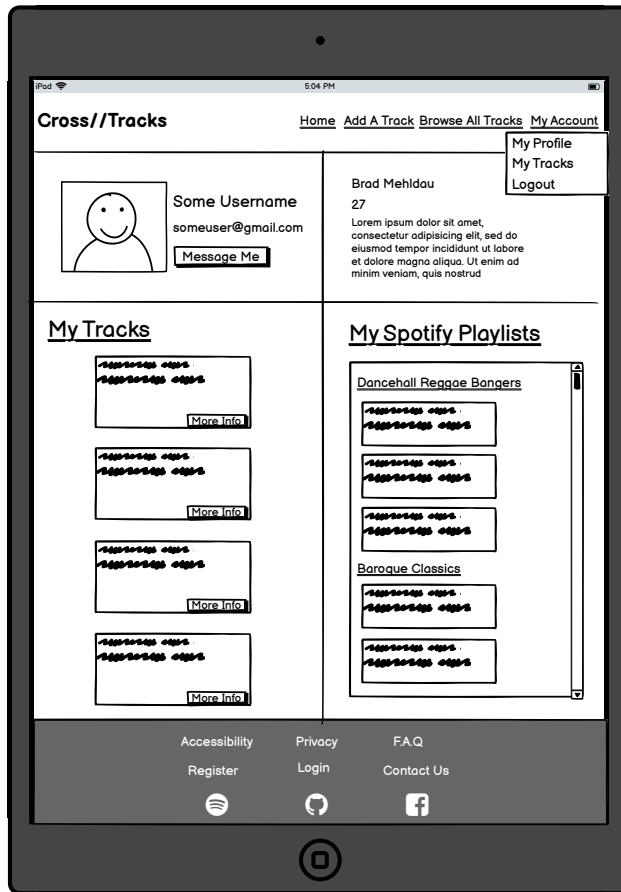 iPad 5:04 PM
Cross//Tracks
Home Add A Track Browse All Tracks My Account
My Profile
My Tracks
Logout
Some Username
someuser@gmail.com
Message Me
Brad Mehldau
27
Lorem ipsum dolor sit amet,
consectetur adipisicing elit, sed do
eiusmod tempor incididunt ut labore
et dolore magna aliqua. Ut enim ad
minim veniam, quis nostrud
My Tracks
More Info
More Info
More Info
More Info
My Spotify Playlists
Dancehall Reggae Bangers
Baroque Classics
Accessibility Privacy F.A.Q
Register Login Contact Us